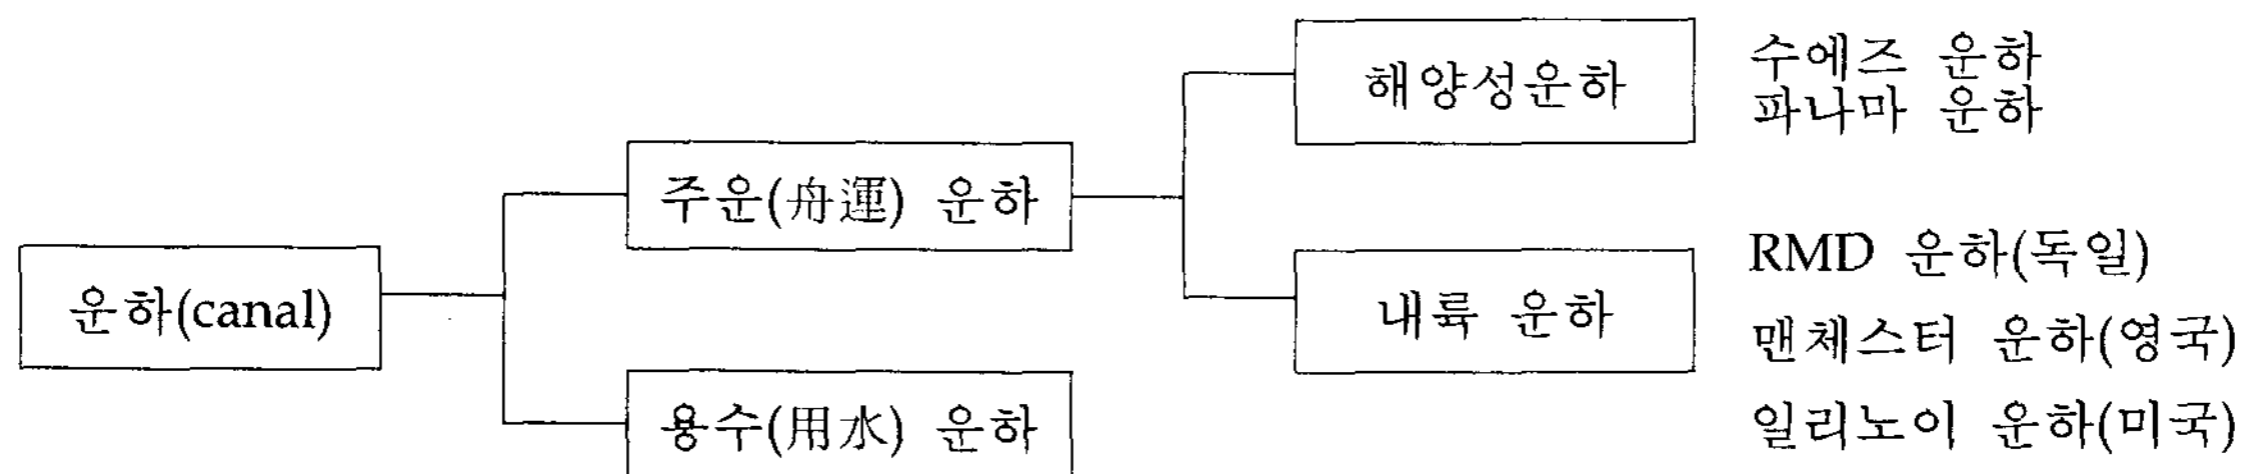 운하(canal)
주운(舟運) 운하
용수(用水) 운하
해양성운하
수에즈 운하
파나마 운하
내륙 운하
RMD 운하(독일)
맨체스터 운하(영국)
일리노이 운하(미국)